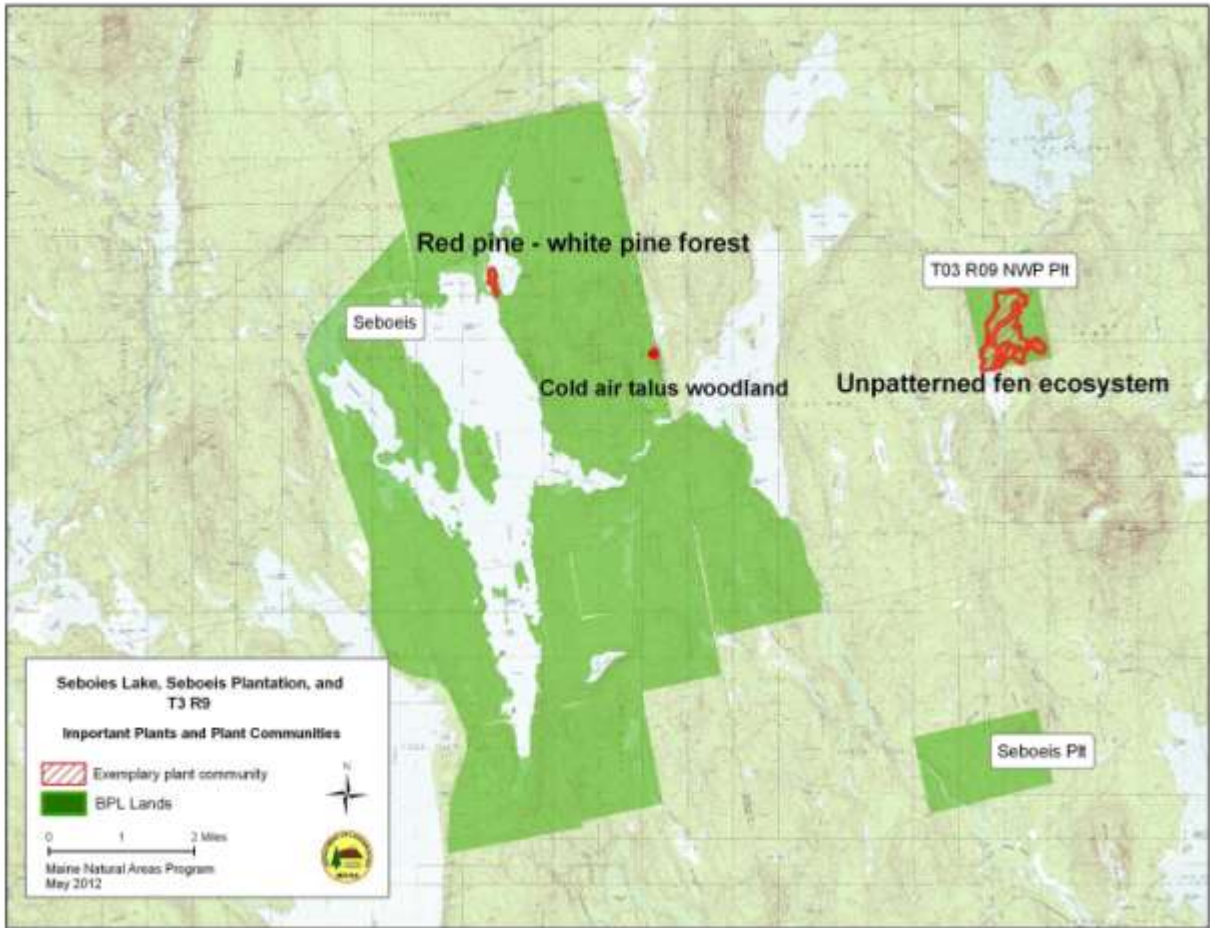 Red pine - white pine forest
T03 R09 NWP Plt
Seboeis
Cold air talus woodland
Unpatterned fen ecosystem
Seboies Lake, Seboeis Plantation, and
T3 R9
Important Plants and Plant Communities
Exemplary plant community
BPL Lands
N
0 1 2 Miles
Maine Natural Areas Program
May 2012
Seboeis Plt